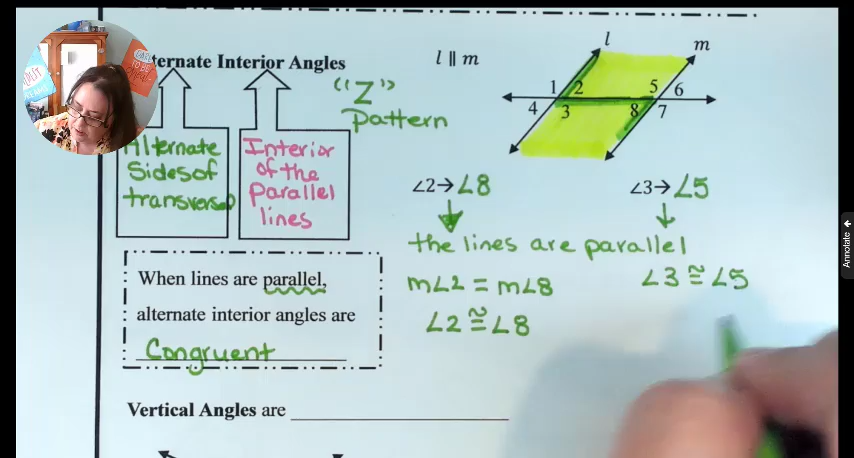 Alternate Interior Angles
l ∥ m
"Z"
Pattern
l
m
1 2 5 6
4 3 8 7
Alternate
Sides of
transversal
Interior
of the
parallel
lines
∠2→∠8
∠3→∠5
the lines are parallel
m∠2 = m∠8
∠3 ≅ ∠5
∠2 ≅ ∠8
When lines are parallel,
alternate interior angles are
Congruent
Vertical Angles are
Annotate